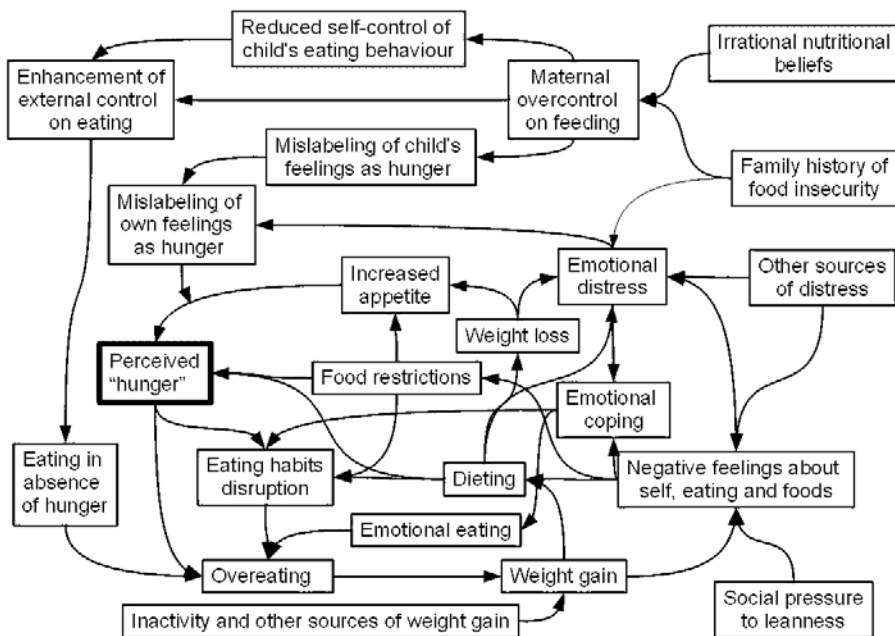 Reduced self-control of
child's eating behaviour
Irrational nutritional
beliefs
Enhancement of
external control
on eating
Maternal
overcontrol
on feeding
Mislabeling of child's
feelings as hunger
Family history of
food insecurity
Mislabeling of
own feelings
as hunger
Increased
appetite
Emotional
distress
Other sources
of distress
Weight loss
Perceived
“hunger”
Food restrictions
Emotional
coping
Eating in
absence
of hunger
Eating habits
disruption
Dieting
Negative feelings about
self, eating and foods
Emotional eating
Overeating
Weight gain
Social pressure
to leanness
Inactivity and other sources of weight gain